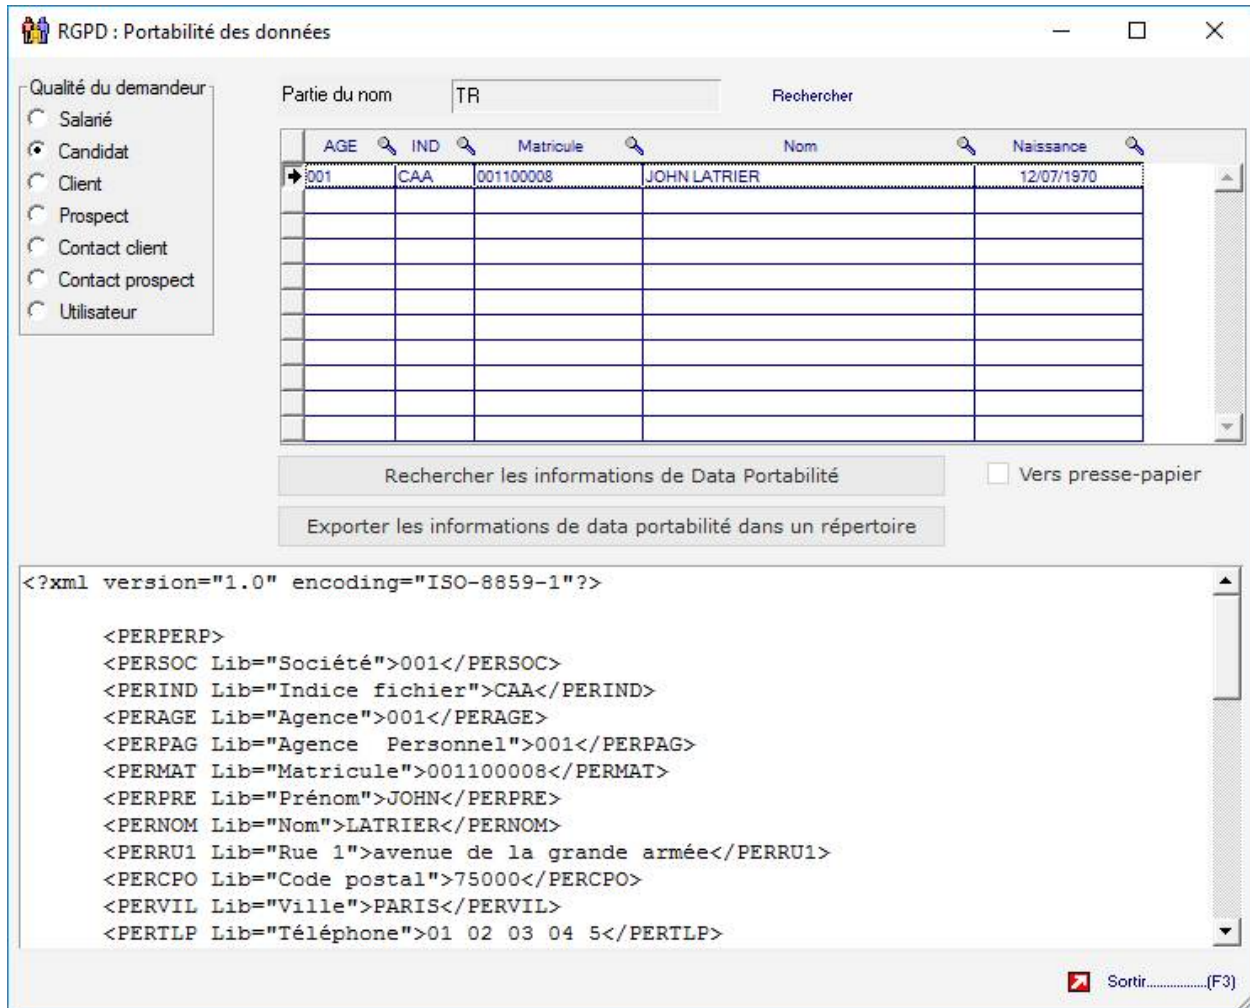 RGPD : Portabilité des données
Qualité du demandeur
Salarié
Candidat
Client
Prospect
Contact client
Contact prospect
Utilisateur
Partie du nom TR Rechercher
AGE IND Matricule Nom Naissance
001 CAA 001100008 JOHN LATRIER 12/07/1970
Rechercher les informations de Data Portabilité Vers presse-papier
Exporter les informations de data portabilité dans un répertoire
<?xml version="1.0" encoding="ISO-8859-1"?>
<PERPERP>
<PERSOC Lib="Société">001</PERSOC>
<PERIND Lib="Indice fichier">CAA</PERIND>
<PERAGE Lib="Agence">001</PERAGE>
<PERPAG Lib="Agence  Personnel">001</PERPAG>
<PERMAT Lib="Matricule">001100008</PERMAT>
<PERPRE Lib="Prénom">JOHN</PERPRE>
<PERNOM Lib="Nom">LATRIER</PERNOM>
<PERRU1 Lib="Rue 1">avenue de la grande armée</PERRU1>
<PERCPO Lib="Code postal">75000</PERCPO>
<PERVIL Lib="Ville">PARIS</PERVIL>
<PERTLP Lib="Téléphone">01 02 03 04 5</PERTLP>
Sortir.................(F3)